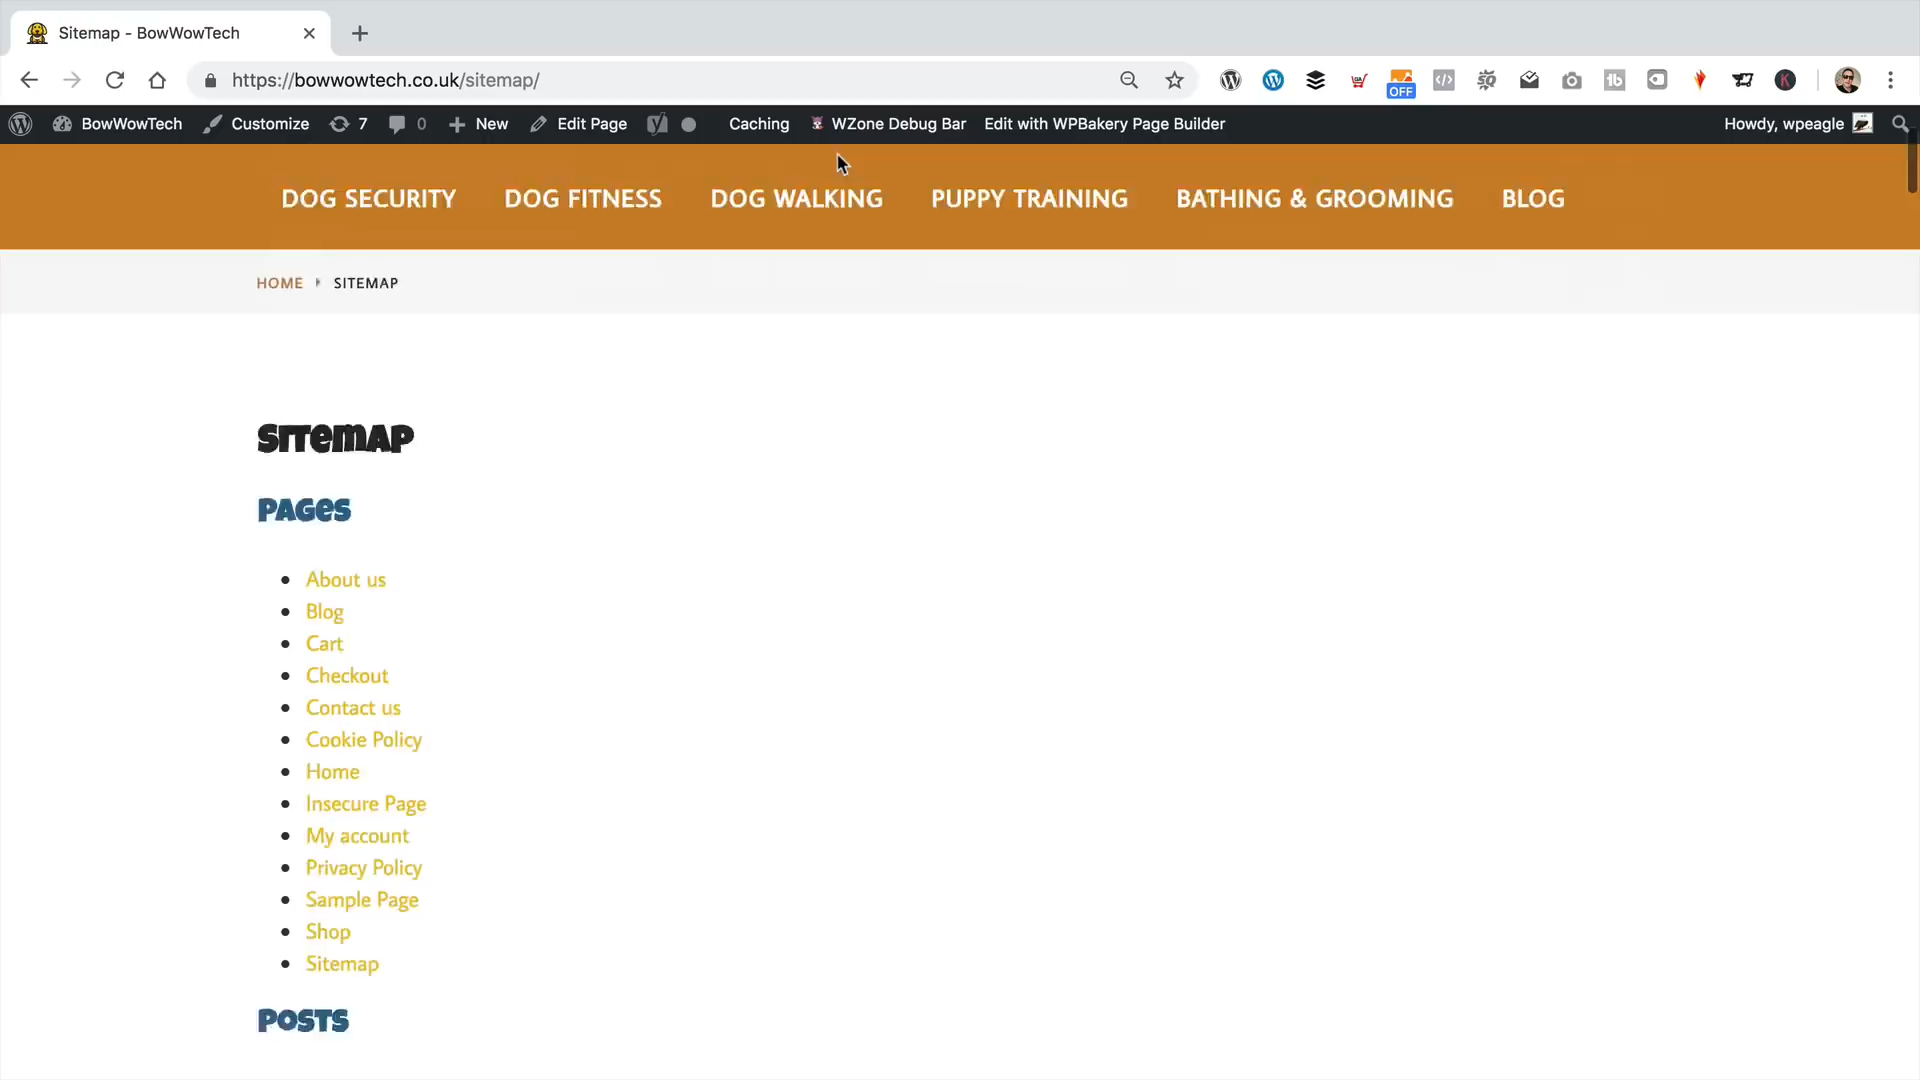 Sitemap - BowWowTech
https://bowwowtech.co.uk/sitemap/
OFF
BowWowTech Customize 7 0 New Edit Page Caching WZone Debug Bar Edit with WPBakery Page Builder Howdy, wpeagle
DOG SECURITY DOG FITNESS DOG WALKING PUPPY TRAINING BATHING & GROOMING BLOG
HOME SITEMAP
Sitemap
Pages
About us
Blog
Cart
Checkout
Contact us
Cookie Policy
Home
Insecure Page
My account
Privacy Policy
Sample Page
Shop
Sitemap
Posts